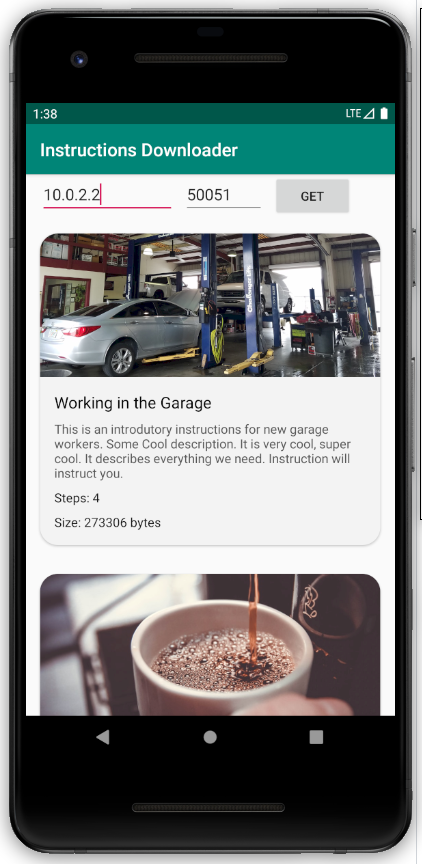 1:38 LTE
Instructions Downloader
10.0.2.2 50051 GET
Working in the Garage
This is an introdutory instructions for new garage
workers. Some Cool description. It is very cool, super
cool. It describes everything we need. Instruction will
instruct you.
Steps: 4
Size: 273306 bytes